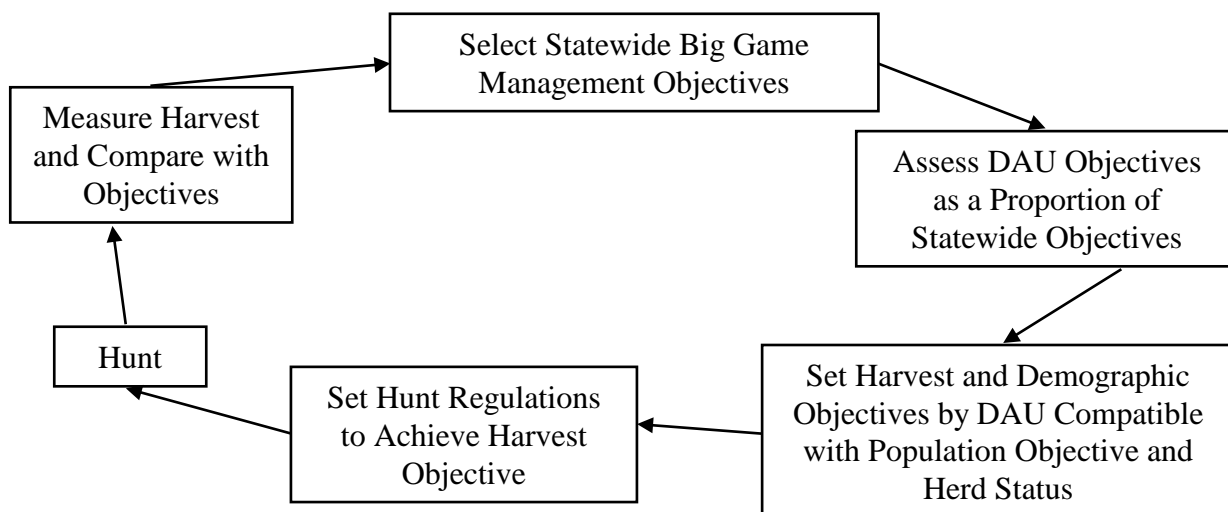 Select Statewide Big Game
Management Objectives
Measure Harvest
and Compare with
Objectives
Assess DAU Objectives
as a Proportion of
Statewide Objectives
Hunt
Set Hunt Regulations
to Achieve Harvest
Objective
Set Harvest and Demographic
Objectives by DAU Compatible
with Population Objective and
Herd Status